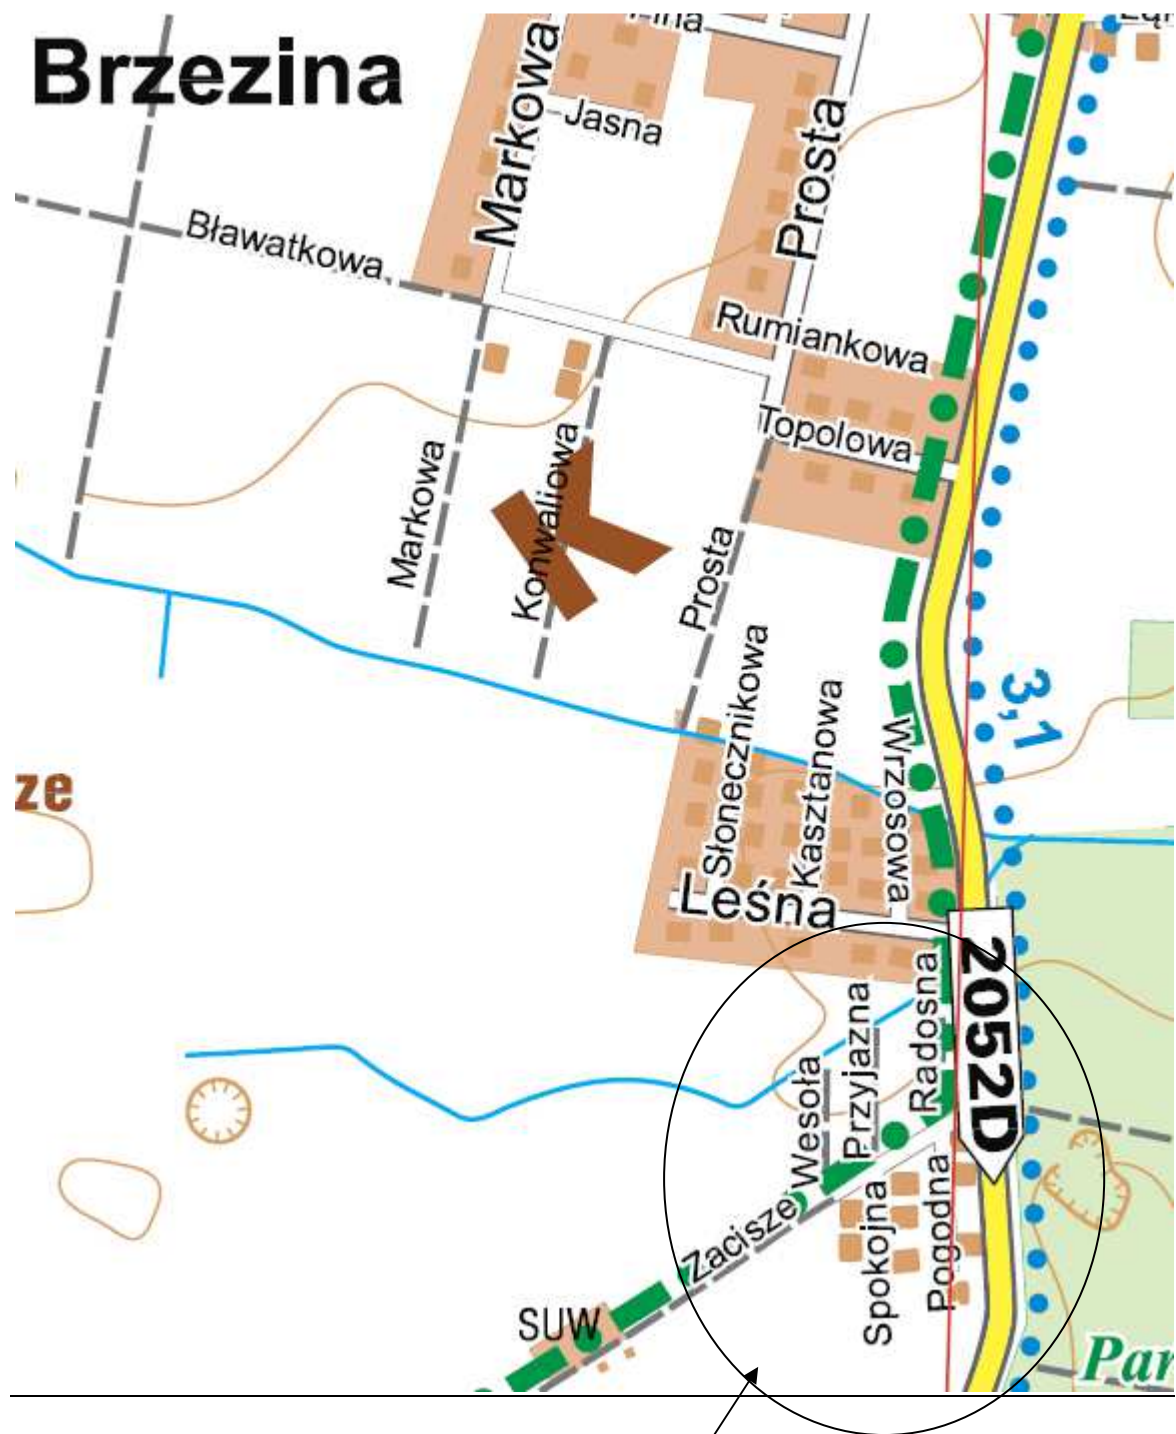 Brzezina
Markowa
Jasna
Prosta
Bławatkowa
Rumiankowa
Topolowa
Markowa
Konwaliowa
Prosta
Słonecznikowa
Kasztanowa
Wrzosowa
3,1
ze
Leśna
2052D
Radosna
Przyjazna
Wesoła
Zacisze
Spokojna
Pogodna
SUW
Par